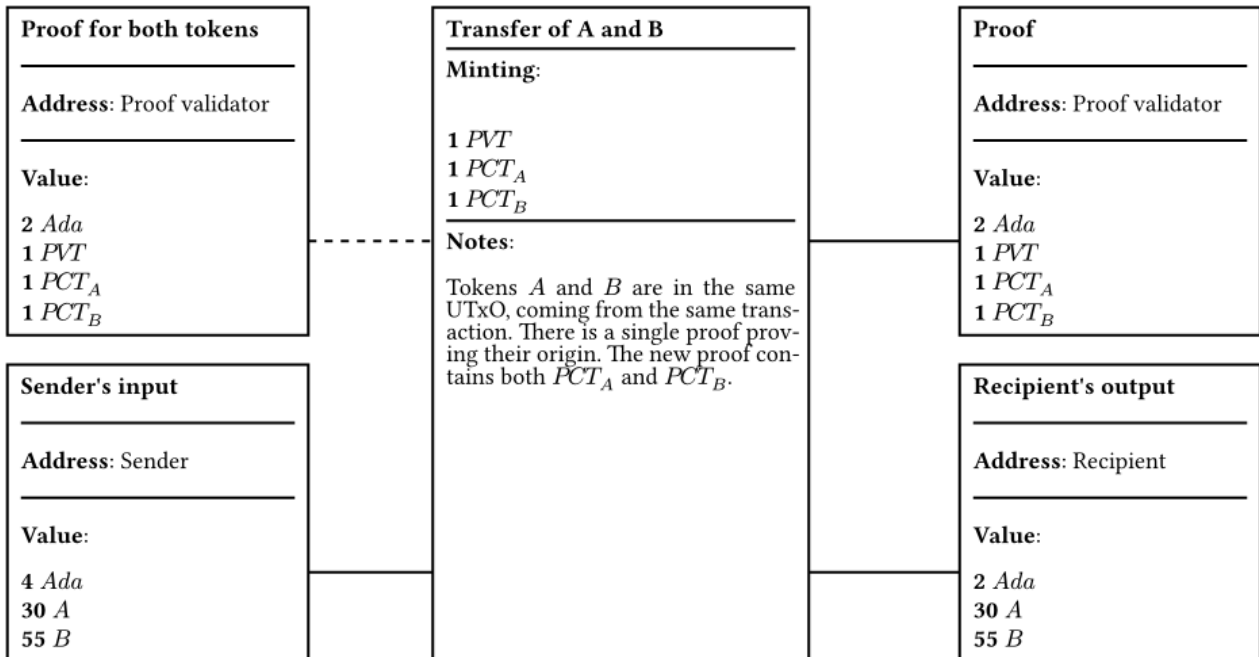 Proof for both tokens
Address: Proof validator
Value:
2 Ada
1 PVT
1 PCT_A
1 PCT_B
Sender's input
Address: Sender
Value:
4 Ada
30 A
55 B
Transfer of A and B
Minting:
1 PVT
1 PCT_A
1 PCT_B
Notes:
Tokens A and B are in the same
UTxO, coming from the same trans-
action. There is a single proof prov-
ing their origin. The new proof con-
tains both PCT_A and PCT_B.
Proof
Address: Proof validator
Value:
2 Ada
1 PVT
1 PCT_A
1 PCT_B
Recipient's output
Address: Recipient
Value:
2 Ada
30 A
55 B